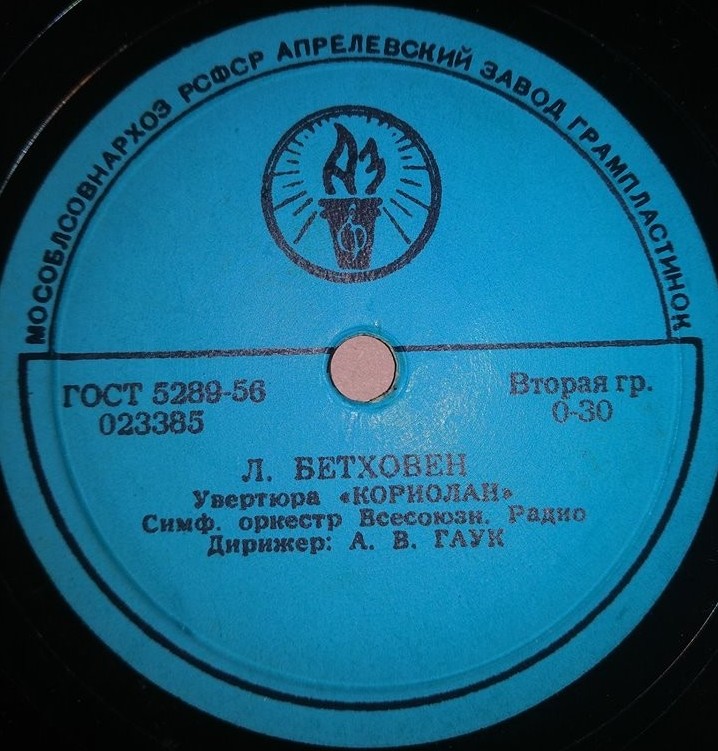 МОСОБЛСОВНАРХОЗ РСФСР АПРЕЛЕВСКИЙ ЗАВОД ГРАМПЛАСТИНОК
АЗ
ГОСТ 5289-56
023385
Вторая гр.
0-30
Л. БЕТХОВЕН
Увертюра «КОРИОЛАН»
Симф. оркестр Всесоюзн. Радио
Дирижер: А. В. ГАУК